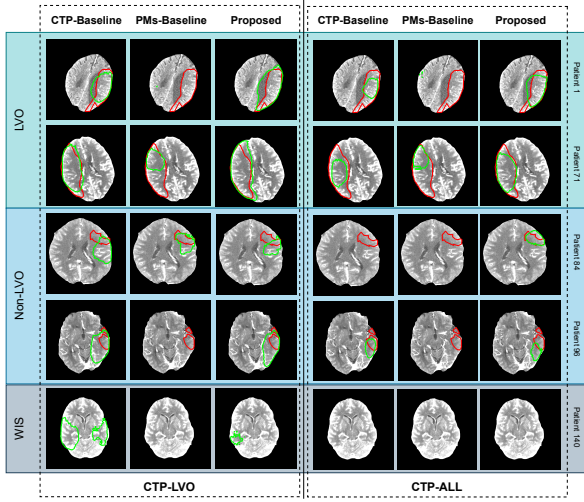 CTP-Baseline PMs-Baseline Proposed CTP-Baseline PMs-Baseline Proposed
LVO
Patient 1
Patient 71
Non-LVO
Patient 84
Patient 96
WIS
Patient 140
CTP-LVO CTP-ALL